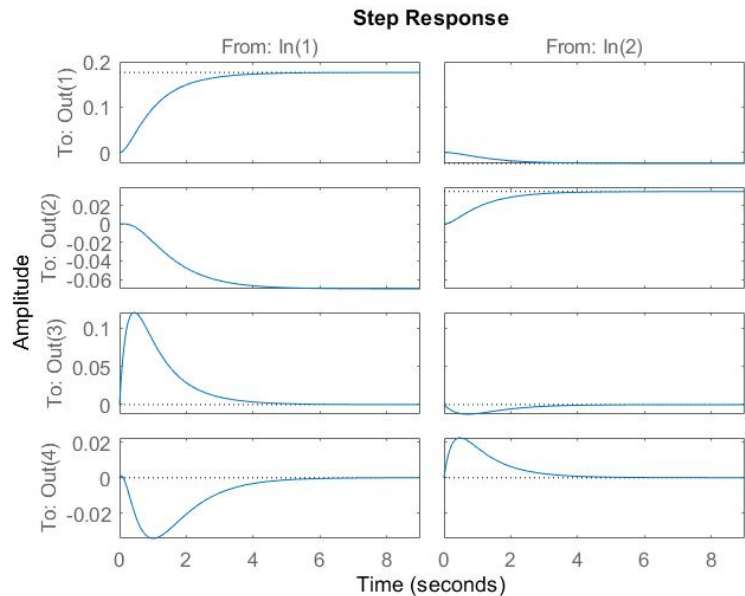 Step Response
From: In(1)
From: In(2)
To: Out(1)
0.2
0.1
0
To: Out(2)
0.02
0
-0.02
-0.04
-0.06
To: Out(3)
0.1
0.05
0
To: Out(4)
0.02
0
-0.02
Amplitude
0 2 4 6 8
0 2 4 6 8
Time (seconds)